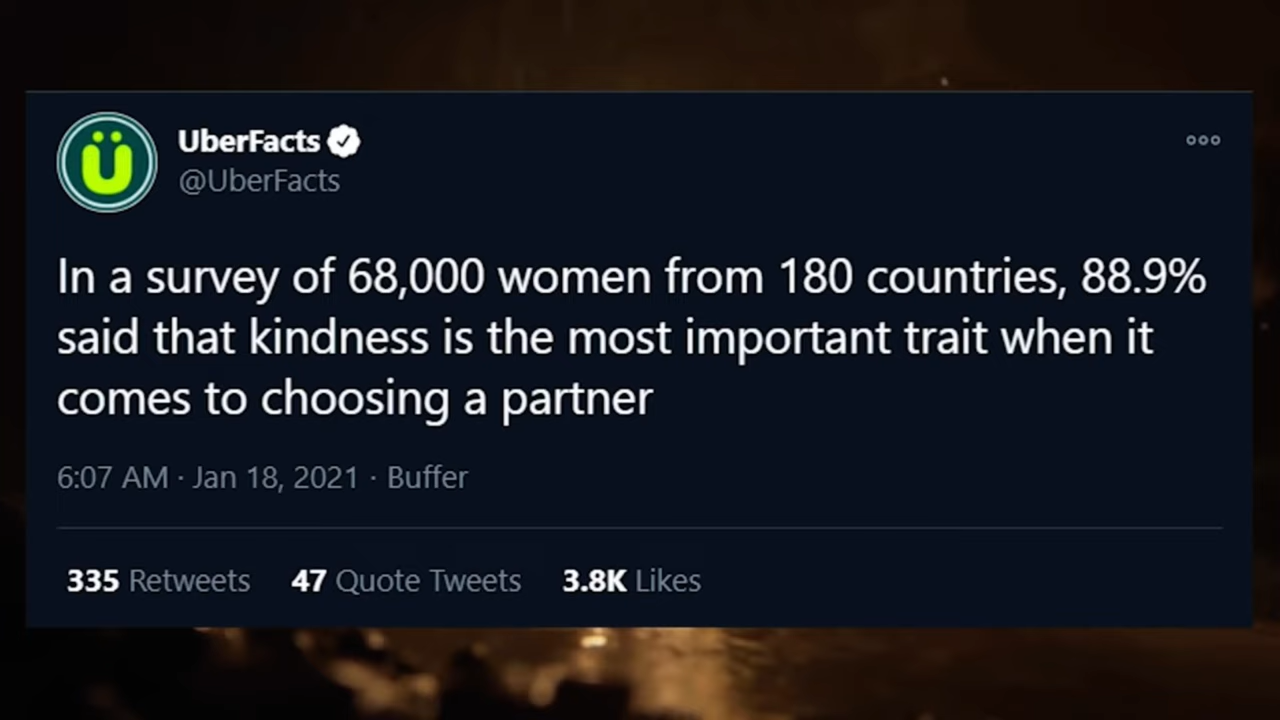 UberFacts
@UberFacts
In a survey of 68,000 women from 180 countries, 88.9%
said that kindness is the most important trait when it
comes to choosing a partner
6:07 AM · Jan 18, 2021 · Buffer
335 Retweets 47 Quote Tweets 3.8K Likes